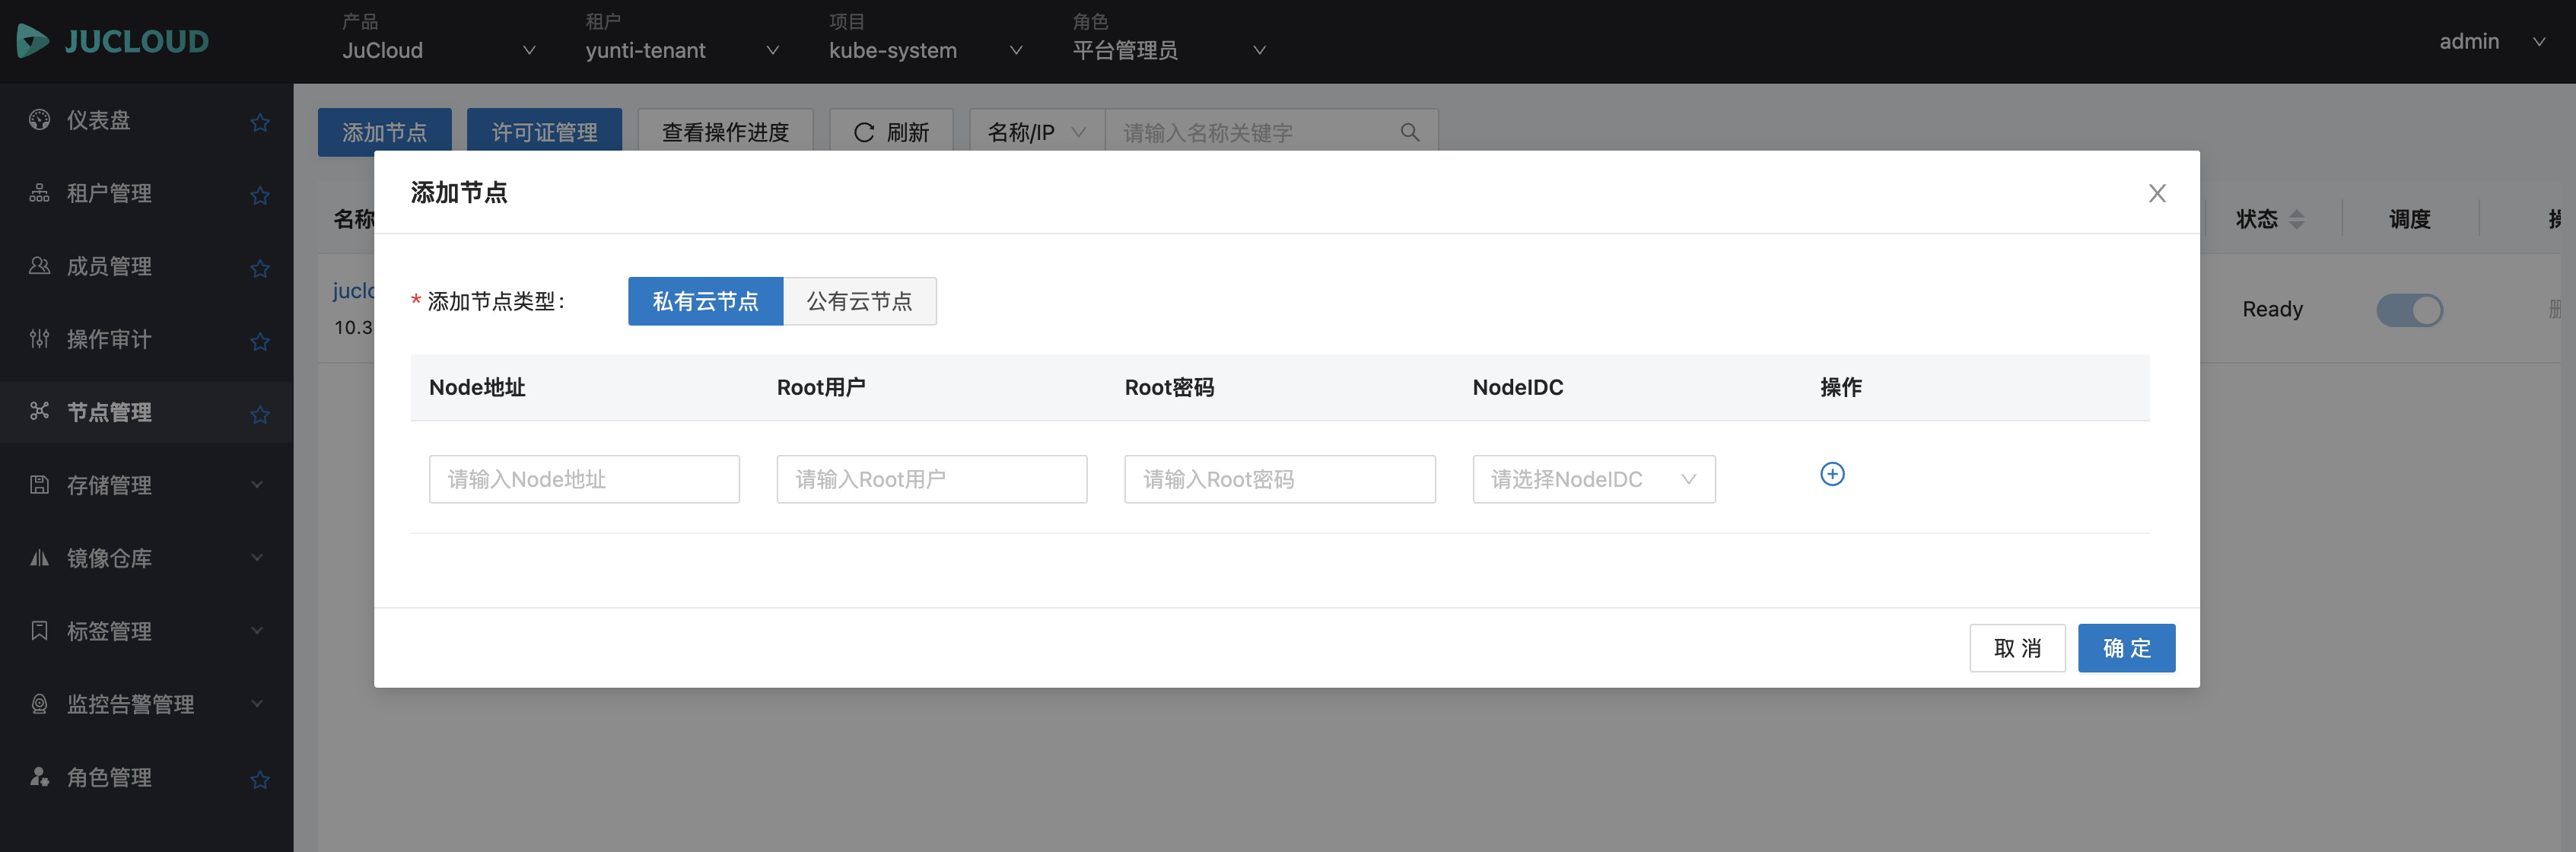 JUCLOUD
产品
JuCloud
租户
yunti-tenant
项目
kube-system
角色
平台管理员
admin
仪表盘
租户管理
成员管理
操作审计
节点管理
存储管理
镜像仓库
标签管理
监控告警管理
角色管理
添加节点
许可证管理
查看操作进度
刷新
名称/IP
请输入名称关键字
名称
状态
调度
10.3
Ready
添加节点
* 添加节点类型:
私有云节点
公有云节点
Node地址 Root用户 Root密码 NodeIDC 操作
请输入Node地址 请输入Root用户 请输入Root密码 请选择NodeIDC
取 消
确 定